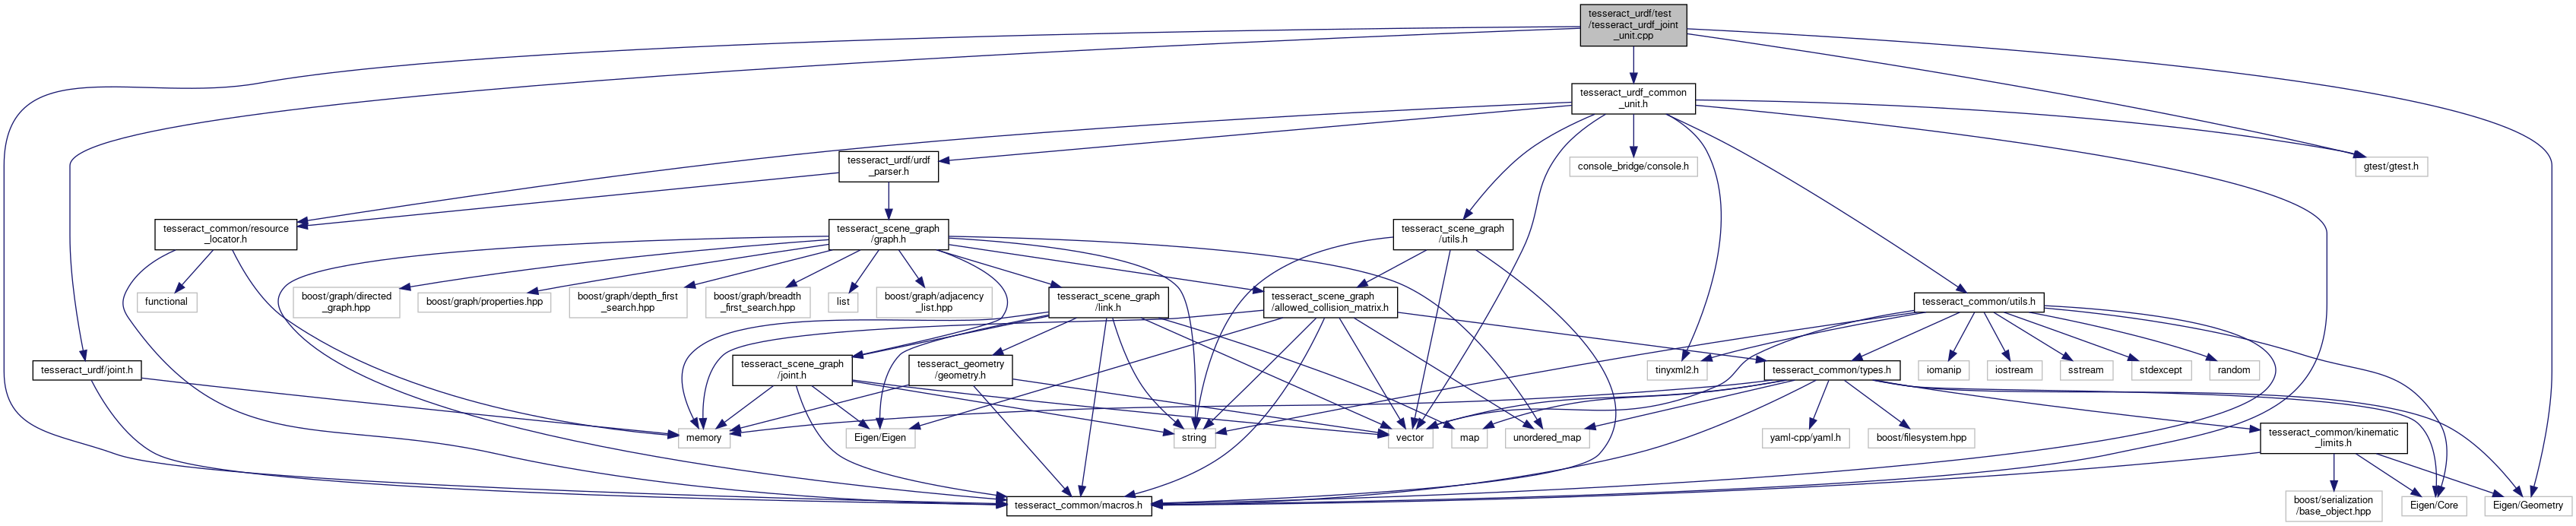 tesseract_urdf/test
/tesseract_urdf_joint
_unit.cpp
tesseract_urdf_common
_unit.h
tesseract_urdf/urdf
_parser.h
console_bridge/console.h
gtest/gtest.h
tesseract_common/resource
_locator.h
tesseract_scene_graph
/graph.h
tesseract_scene_graph
/utils.h
functional
boost/graph/directed
_graph.hpp
boost/graph/properties.hpp
boost/graph/depth_first
_search.hpp
boost/graph/breadth
_first_search.hpp
list
boost/graph/adjacency
_list.hpp
tesseract_scene_graph
/link.h
tesseract_scene_graph
/allowed_collision_matrix.h
tesseract_common/utils.h
tesseract_urdf/joint.h
tesseract_scene_graph
/joint.h
tesseract_geometry
/geometry.h
tinyxml2.h
tesseract_common/types.h
iomanip
iostream
sstream
stdexcept
random
memory
Eigen/Eigen
string
vector
map
unordered_map
yaml-cpp/yaml.h
boost/filesystem.hpp
tesseract_common/kinematic
_limits.h
tesseract_common/macros.h
boost/serialization
/base_object.hpp
Eigen/Core
Eigen/Geometry